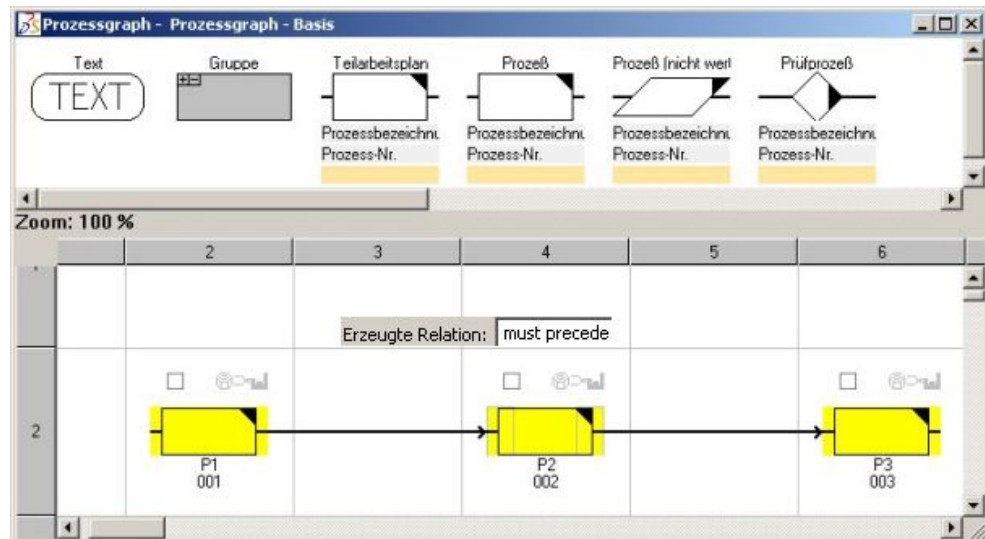 Prozessgraph - Prozessgraph - Basis
Text Gruppe Teilarbeitsplan Prozeß Prozeß (nicht wert Prüfprozeß
TEXT
Prozessbezeichnu Prozessbezeichnu Prozessbezeichnu Prozessbezeichnu
Prozess-Nr. Prozess-Nr. Prozess-Nr. Prozess-Nr.
Zoom: 100 %
2 3 4 5 6
Erzeugte Relation: must precede
2
P1 P2 P3
001 002 003